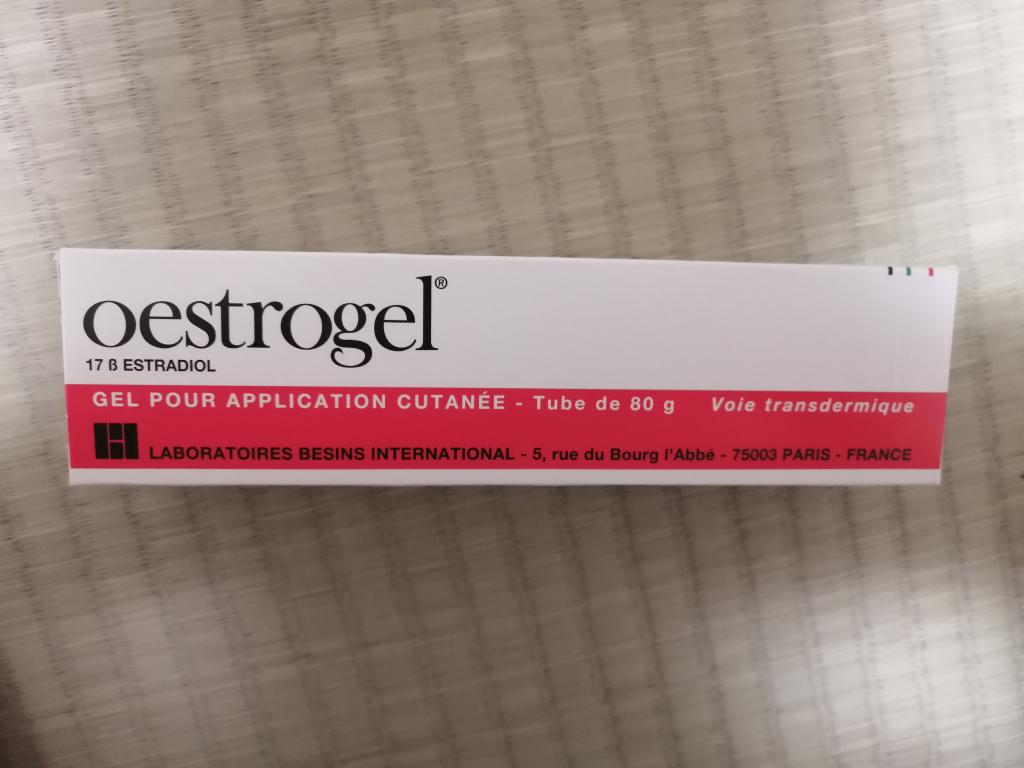 oestrogel®
17 ß ESTRADIOL
GEL POUR APPLICATION CUTANÉE - Tube de 80 g Voie transdermique
LABORATOIRES BESINS INTERNATIONAL - 5, rue du Bourg l'Abbé - 75003 PARIS - FRANCE